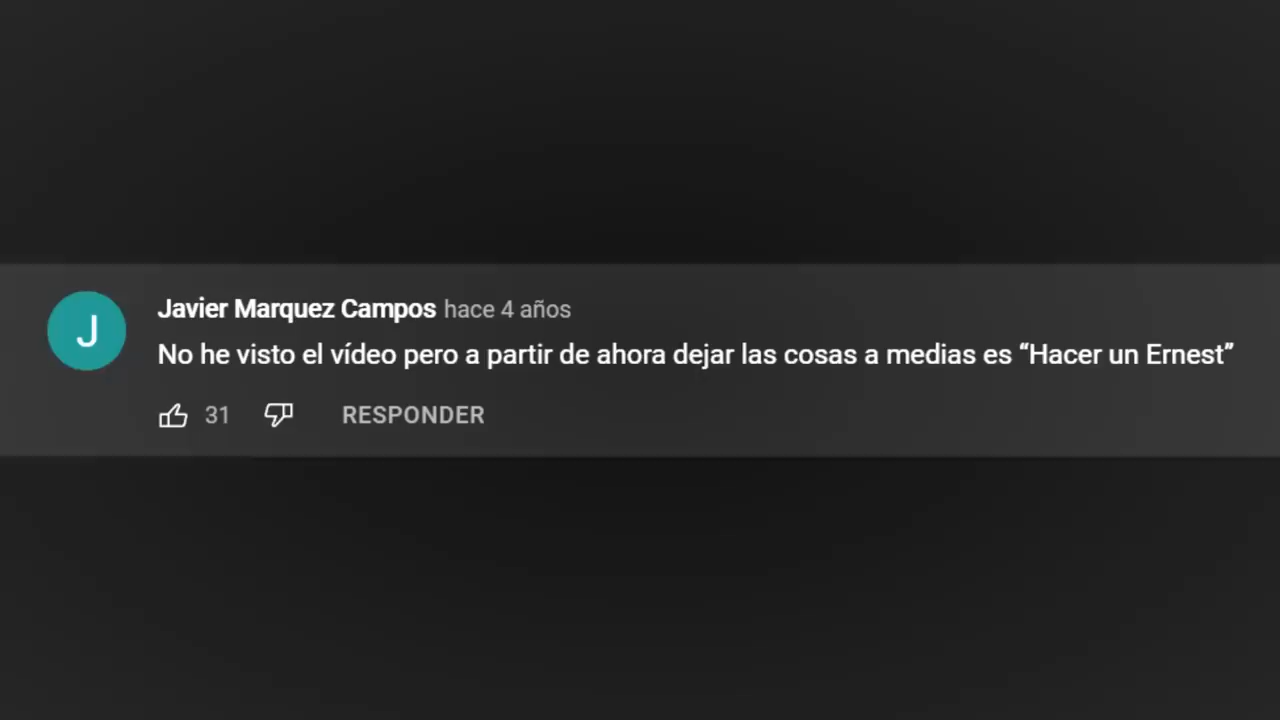 J
Javier Marquez Campos hace 4 años
No he visto el vídeo pero a partir de ahora dejar las cosas a medias es “Hacer un Ernest”
31 RESPONDER